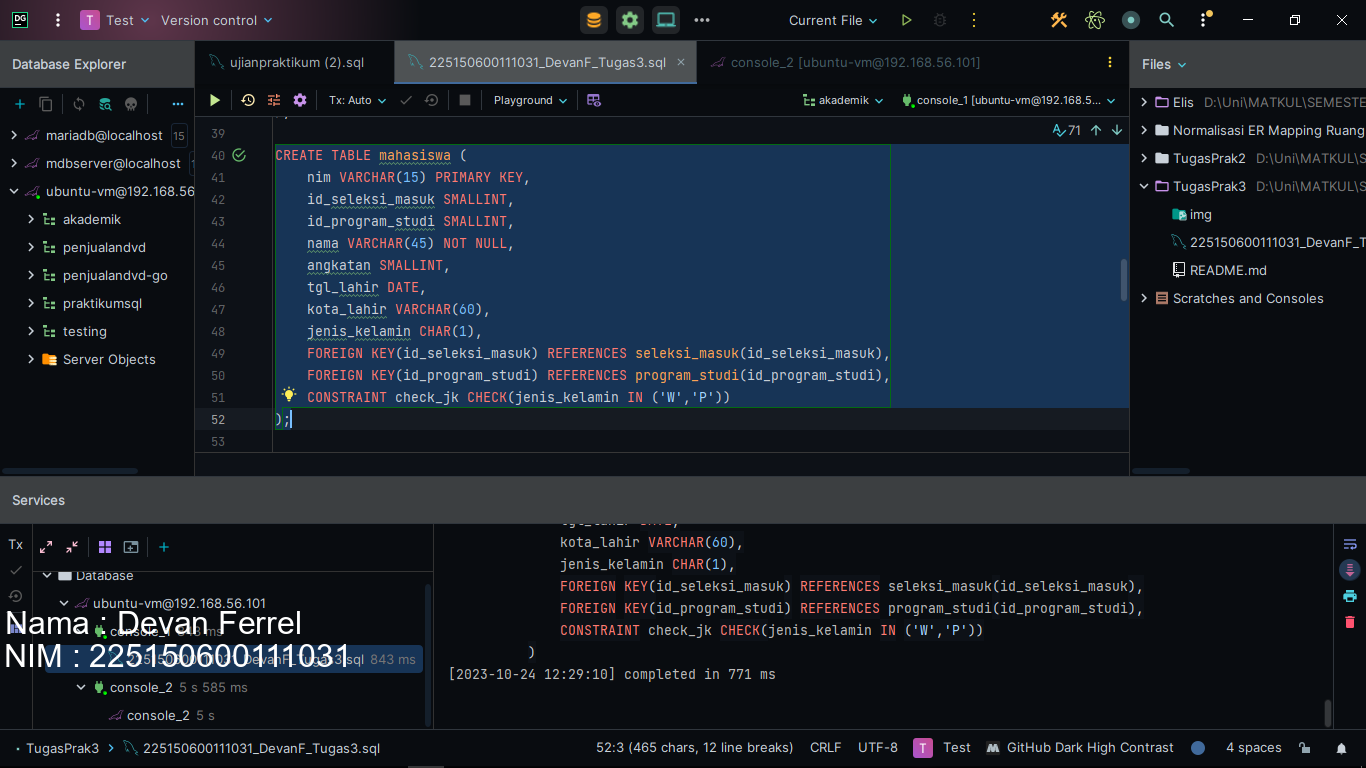 DG
T Test Version control
Current File
Database Explorer
ujianpraktikum (2).sql
225150600111031_DevanF_Tugas3.sql
console_2 [ubuntu-vm@192.168.56.101]
Files
Tx: Auto
Playground
akademik
console_1 [ubuntu-vm@192.168.5...
mariadb@localhost 15
mdbserver@localhost
ubuntu-vm@192.168.56
akademik
penjualandvd
penjualandvd-go
praktikumsql
testing
Server Objects
71
39
40 CREATE TABLE mahasiswa (
41 nim VARCHAR(15) PRIMARY KEY,
42 id_seleksi_masuk SMALLINT,
43 id_program_studi SMALLINT,
44 nama VARCHAR(45) NOT NULL,
45 angkatan SMALLINT,
46 tgl_lahir DATE,
47 kota_lahir VARCHAR(60),
48 jenis_kelamin CHAR(1),
49 FOREIGN KEY(id_seleksi_masuk) REFERENCES seleksi_masuk(id_seleksi_masuk),
50 FOREIGN KEY(id_program_studi) REFERENCES program_studi(id_program_studi),
51 CONSTRAINT check_jk CHECK(jenis_kelamin IN ('W','P'))
52 );
53
Elis D:\Uni\MATKUL\SEMESTE
Normalisasi ER Mapping Ruang
TugasPrak2 D:\Uni\MATKUL\S
TugasPrak3 D:\Uni\MATKUL\S
img
225150600111031_DevanF_T
README.md
Scratches and Consoles
Services
Tx
Database
ubuntu-vm@192.168.56.101
Nama : Devan Ferrel
console_1 843 ms
NIM : 225150600111031
225150600111031_DevanF_Tugas3.sql 843 ms
console_2 5 s 585 ms
console_2 5 s
tgl_lahir DATE,
kota_lahir VARCHAR(60),
jenis_kelamin CHAR(1),
FOREIGN KEY(id_seleksi_masuk) REFERENCES seleksi_masuk(id_seleksi_masuk),
FOREIGN KEY(id_program_studi) REFERENCES program_studi(id_program_studi),
CONSTRAINT check_jk CHECK(jenis_kelamin IN ('W','P'))
)
[2023-10-24 12:29:10] completed in 771 ms
TugasPrak3 225150600111031_DevanF_Tugas3.sql
52:3 (465 chars, 12 line breaks) CRLF UTF-8 T Test GitHub Dark High Contrast 4 spaces